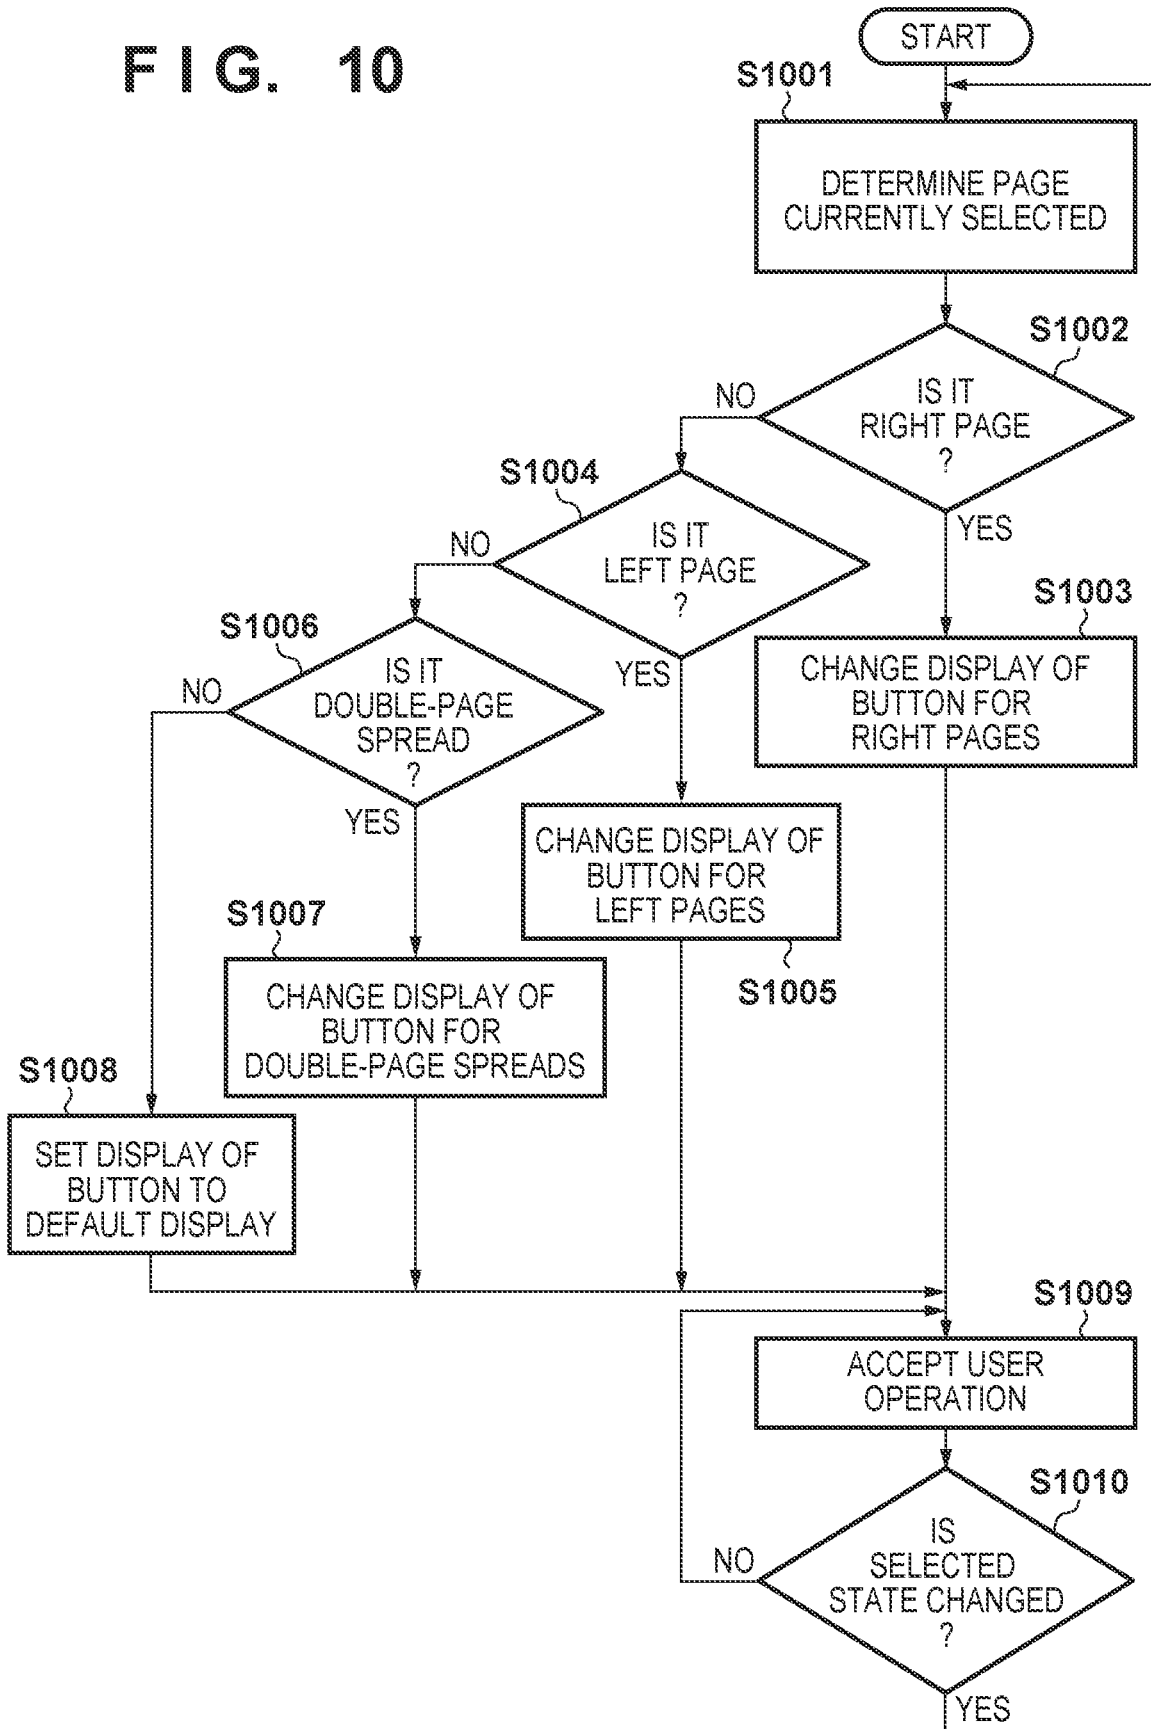 FIG. 10
START
S1001
DETERMINE PAGE
CURRENTLY SELECTED
S1002
IS IT
RIGHT PAGE
?
NO
YES
S1004
IS IT
LEFT PAGE
?
NO
YES
S1003
CHANGE DISPLAY OF
BUTTON FOR
RIGHT PAGES
S1006
IS IT
DOUBLE-PAGE
SPREAD
?
NO
YES
CHANGE DISPLAY OF
BUTTON FOR
LEFT PAGES
S1005
S1007
CHANGE DISPLAY OF
BUTTON FOR
DOUBLE-PAGE SPREADS
S1008
SET DISPLAY OF
BUTTON TO
DEFAULT DISPLAY
S1009
ACCEPT USER
OPERATION
S1010
IS
SELECTED
STATE CHANGED
?
NO
YES